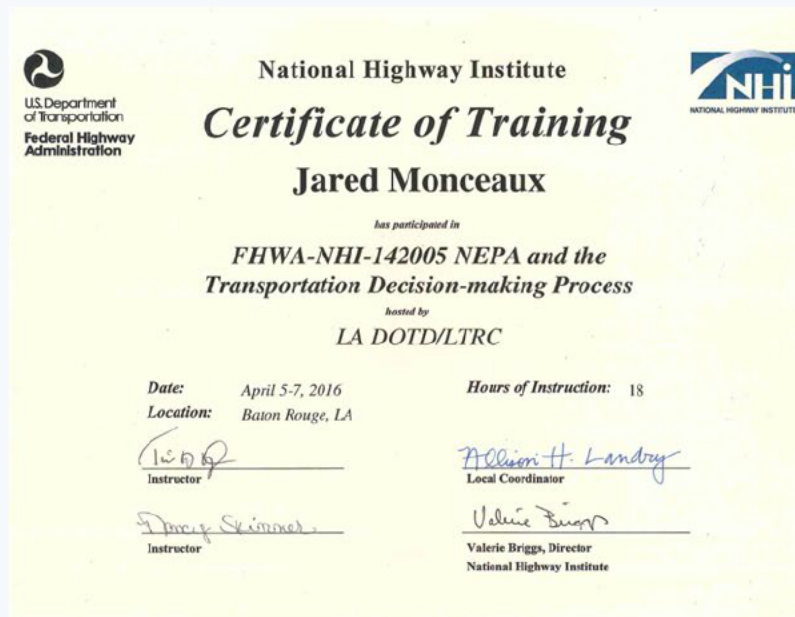 U.S. Department
of Transportation
Federal Highway
Administration
National Highway Institute
NHi
NATIONAL HIGHWAY INSTITUTE
Certificate of Training
Jared Monceaux
has participated in
FHWA-NHI-142005 NEPA and the
Transportation Decision-making Process
hosted by
LA DOTD/LTRC
Date: April 5-7, 2016
Location: Baton Rouge, LA
Hours of Instruction: 18
Instructor
Allison H. Landry
Local Coordinator
Skinner
Instructor
Valerie Briggs
Valerie Briggs, Director
National Highway Institute